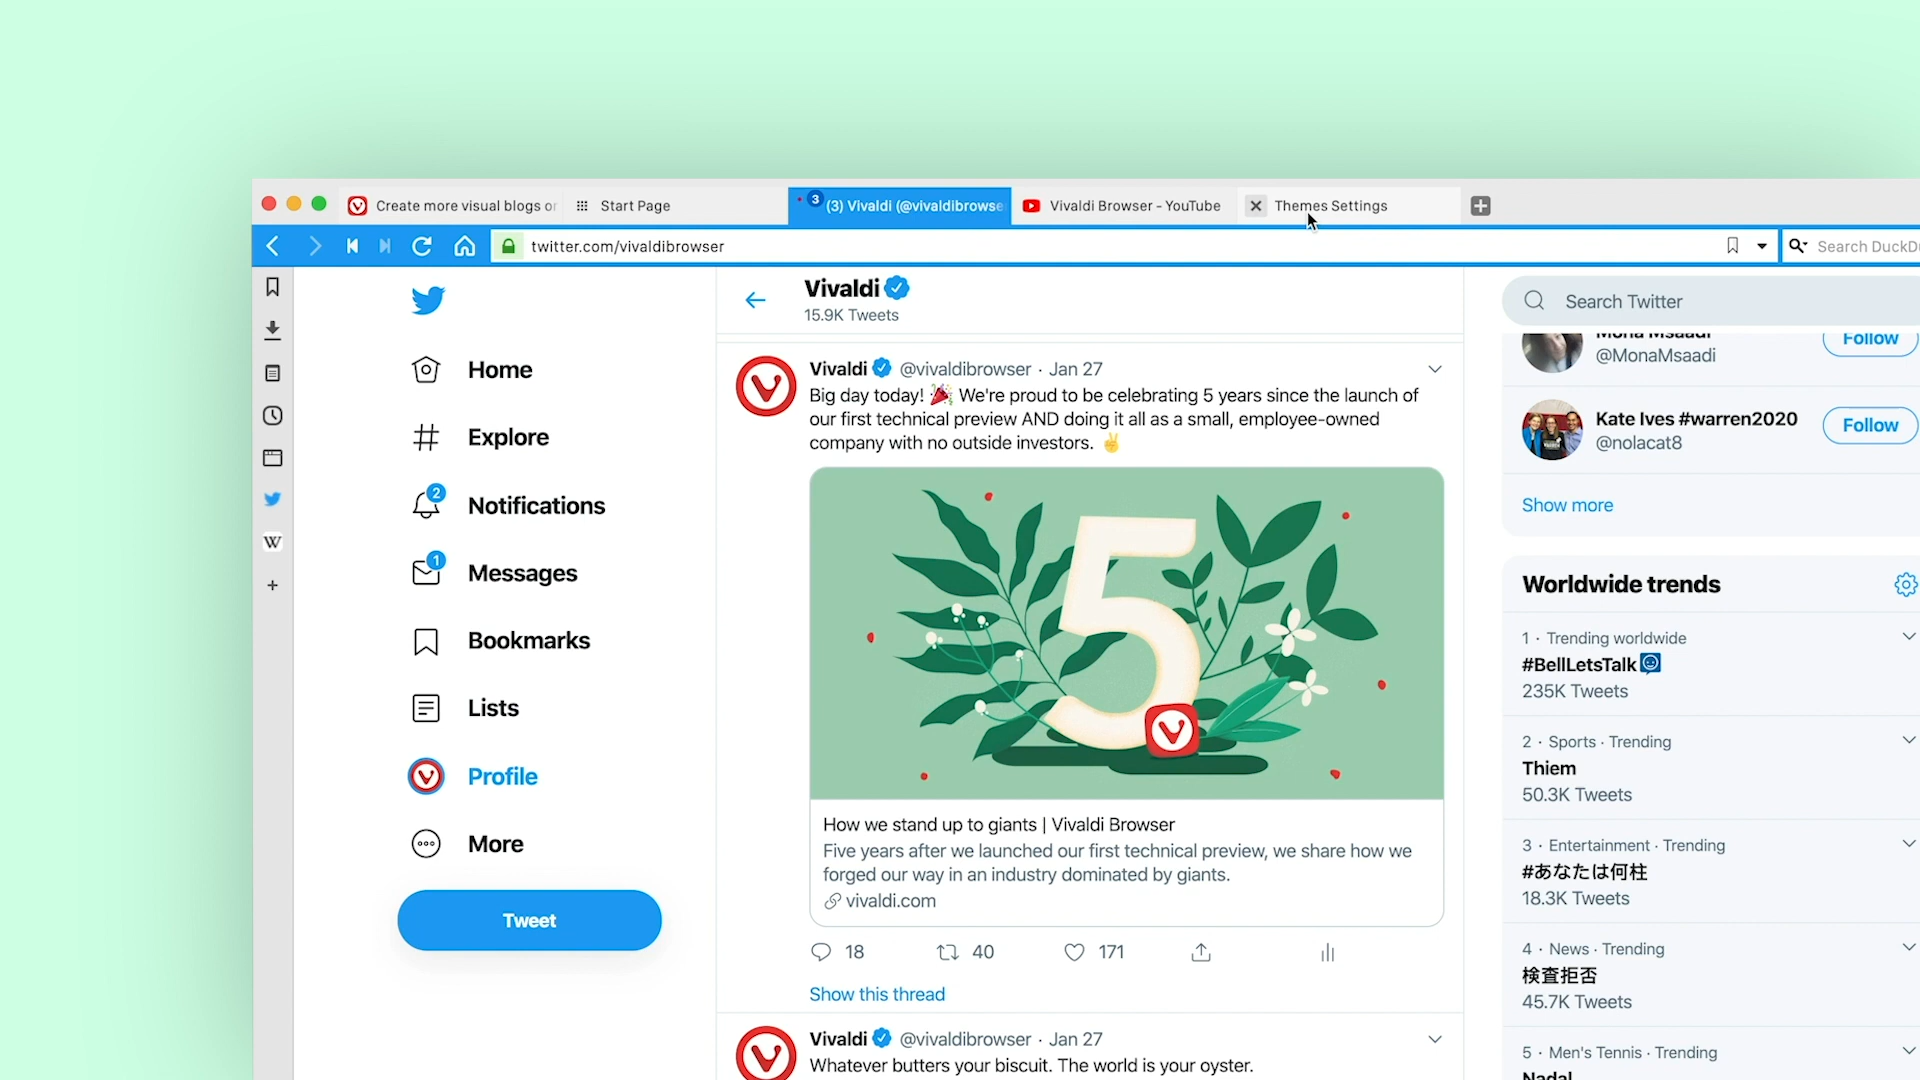 Create more visual blogs or
Start Page
3
(3) Vivaldi (@vivaldibrowse
Vivaldi Browser - YouTube
Themes Settings
twitter.com/vivaldibrowser
Search DuckDu
W
Home
Explore
2
Notifications
1
Messages
Bookmarks
Lists
Profile
More
Tweet
Vivaldi
15.9K Tweets
Vivaldi @vivaldibrowser · Jan 27
Big day today! 🎉 We're proud to be celebrating 5 years since the launch of
our first technical preview AND doing it all as a small, employee-owned
company with no outside investors. ✌️
5
How we stand up to giants | Vivaldi Browser
Five years after we launched our first technical preview, we share how we
forged our way in an industry dominated by giants.
vivaldi.com
18
40
171
Show this thread
Vivaldi @vivaldibrowser · Jan 27
Whatever butters your biscuit. The world is your oyster.
Search Twitter
Mona Msaadi
@MonaMsaadi
Follow
Kate Ives #warren2020
@nolacat8
Follow
Show more
Worldwide trends
1 · Trending worldwide
#BellLetsTalk
235K Tweets
2 · Sports · Trending
Thiem
50.3K Tweets
3 · Entertainment · Trending
#あなたは何柱
18.3K Tweets
4 · News · Trending
検査拒否
45.7K Tweets
5 · Men's Tennis · Trending
Nadal